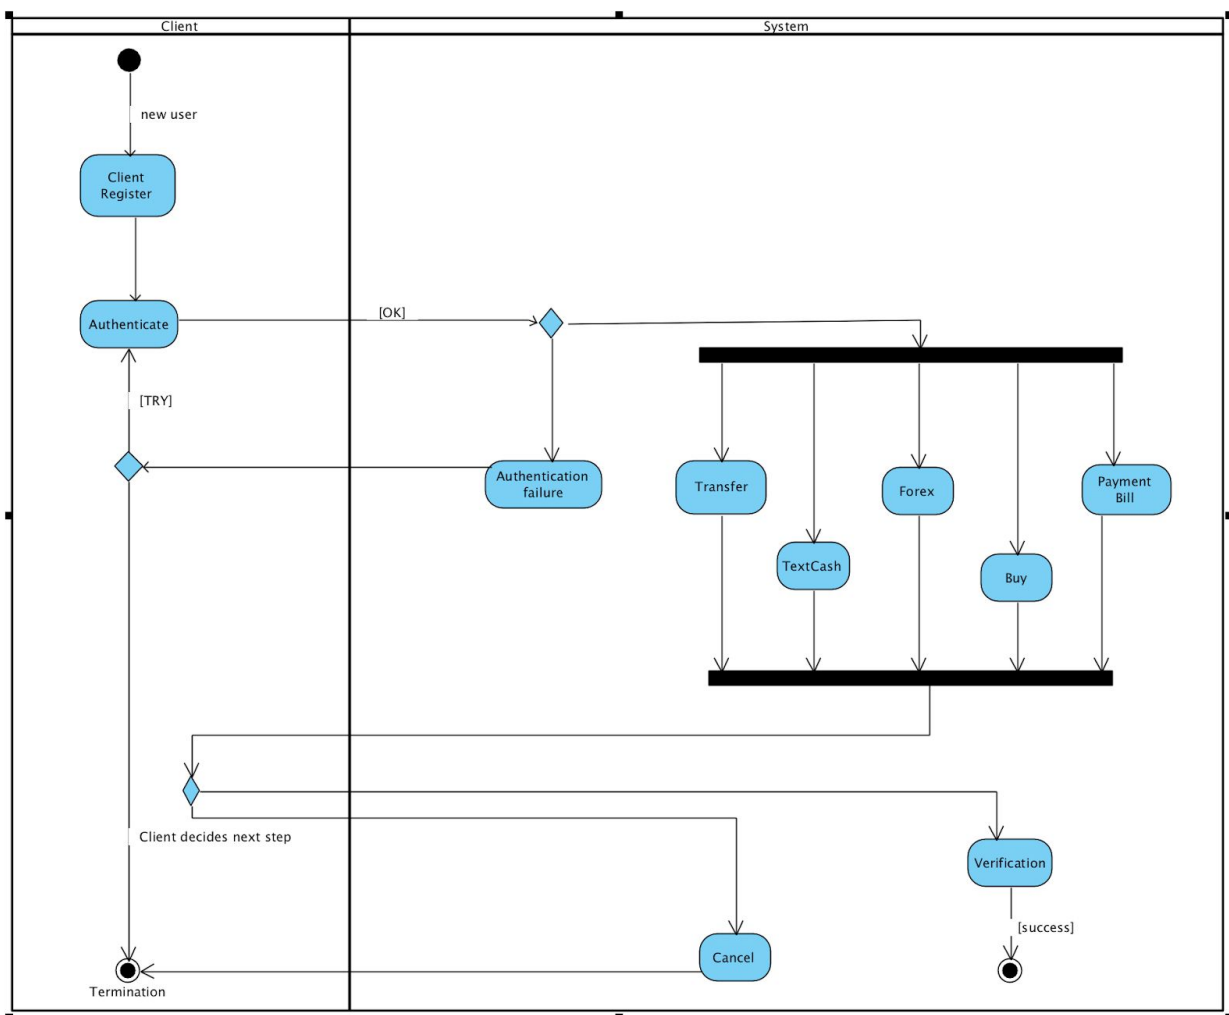 Client
System
new user
Client
Register
Authenticate
[OK]
[TRY]
Authentication
failure
Transfer
Forex
Payment
Bill
TextCash
Buy
Client decides next step
Verification
[success]
Cancel
Termination